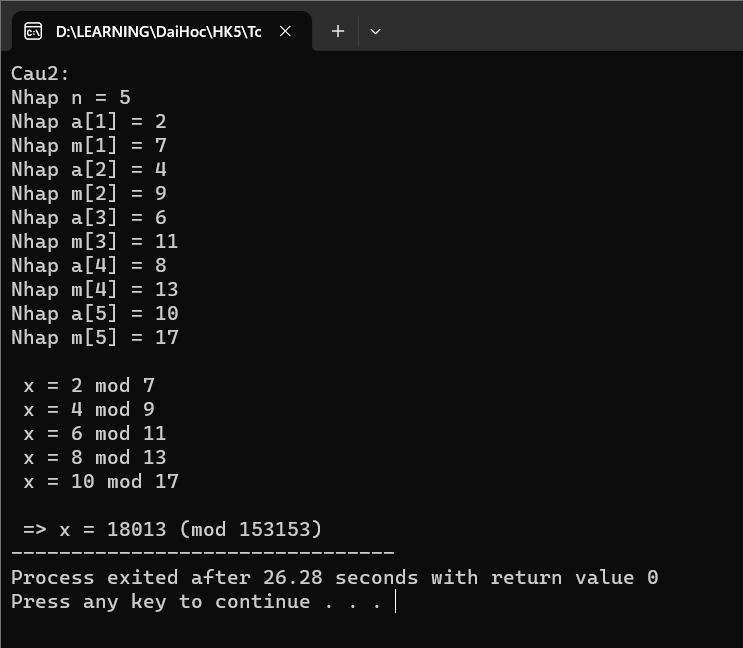 D:\LEARNING\DaiHoc\HK5\Tc
Cau2:
Nhap n = 5
Nhap a[1] = 2
Nhap m[1] = 7
Nhap a[2] = 4
Nhap m[2] = 9
Nhap a[3] = 6
Nhap m[3] = 11
Nhap a[4] = 8
Nhap m[4] = 13
Nhap a[5] = 10
Nhap m[5] = 17
x = 2 mod 7
x = 4 mod 9
x = 6 mod 11
x = 8 mod 13
x = 10 mod 17
=> x = 18013 (mod 153153)
--------------------------------
Process exited after 26.28 seconds with return value 0
Press any key to continue . . .